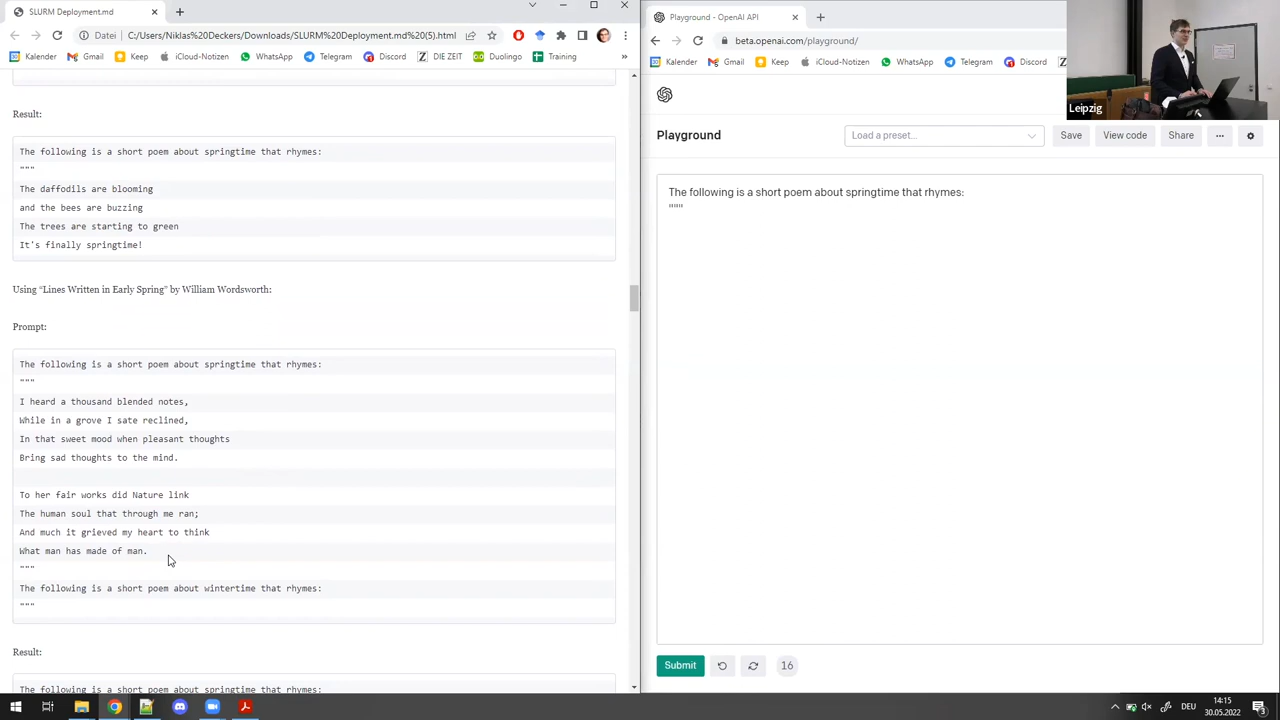 SLURM Deployment.md
Datei
C:/Users/Niklas%20Deckers/Downloads/SLURM%20Deployment.md%20(5).html
Kalender
Gmail
Keep
iCloud-Notizen
WhatsApp
Telegram
Discord
DIE ZEIT
Duolingo
Training
»
Result:
The following is a short poem about springtime that rhymes:
"""
The daffodils are blooming
and the bees are buzzing
The trees are starting to green
It's finally springtime!
Using “Lines Written in Early Spring” by William Wordsworth:
Prompt:
The following is a short poem about springtime that rhymes:
"""
I heard a thousand blended notes,
While in a grove I sate reclined,
In that sweet mood when pleasant thoughts
Bring sad thoughts to the mind.
To her fair works did Nature link
The human soul that through me ran;
And much it grieved my heart to think
What man has made of man.
"""
The following is a short poem about wintertime that rhymes:
"""
Result:
The following is a short poem about springtime that rhymes:
Playground - OpenAI API
beta.openai.com/playground/
Kalender
Gmail
Keep
iCloud-Notizen
WhatsApp
Telegram
Discord
Leipzig
Playground
Load a preset...
Save
View code
Share
...
The following is a short poem about springtime that rhymes:
"""
Submit
16
DEU
14:15
30.05.2022
3